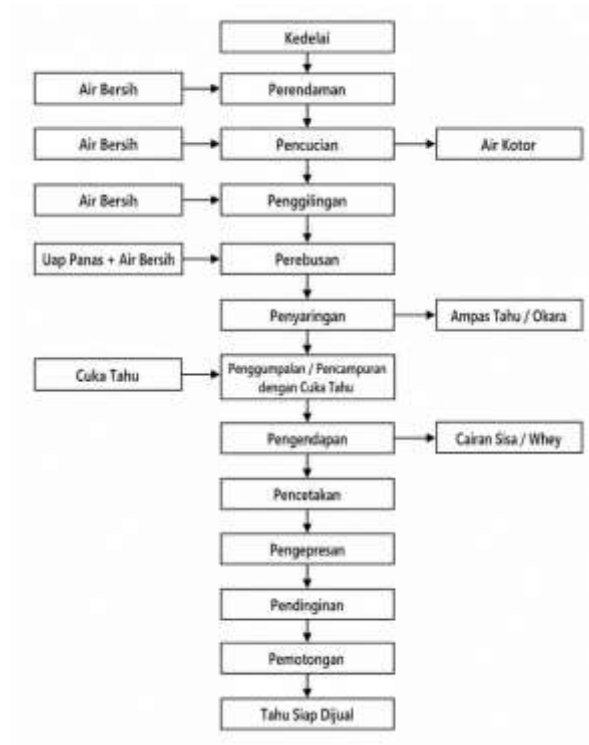 Kedelai
Air Bersih
Perendaman
Air Bersih
Pencucian
Air Kotor
Air Bersih
Penggilingan
Uap Panas + Air Bersih
Perebusan
Penyaringan
Ampas Tahu / Okara
Cuka Tahu
Penggumpalan / Pencampuran
dengan Cuka Tahu
Pengendapan
Cairan Sisa / Whey
Pencetakan
Pengepresan
Pendinginan
Pemotongan
Tahu Siap Dijual